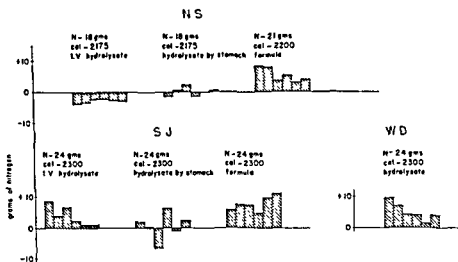 NS
N-18 gms
cal-2175
I.V. hydrolysate
N-18 gms
cal-2175
hydrolysate by stomach
N-21 gms
cal-2200
formula
+10
0
-10
SJ
N-24 gms
cal-2300
I.V. hydrolysate
N-24 gms
cal-2300
hydrolysate by stomach
N-24 gms
cal-2300
formula
grams of nitrogen
+10
0
-10
WD
N-24 gms
cal-2300
hydrolysate
+10
0